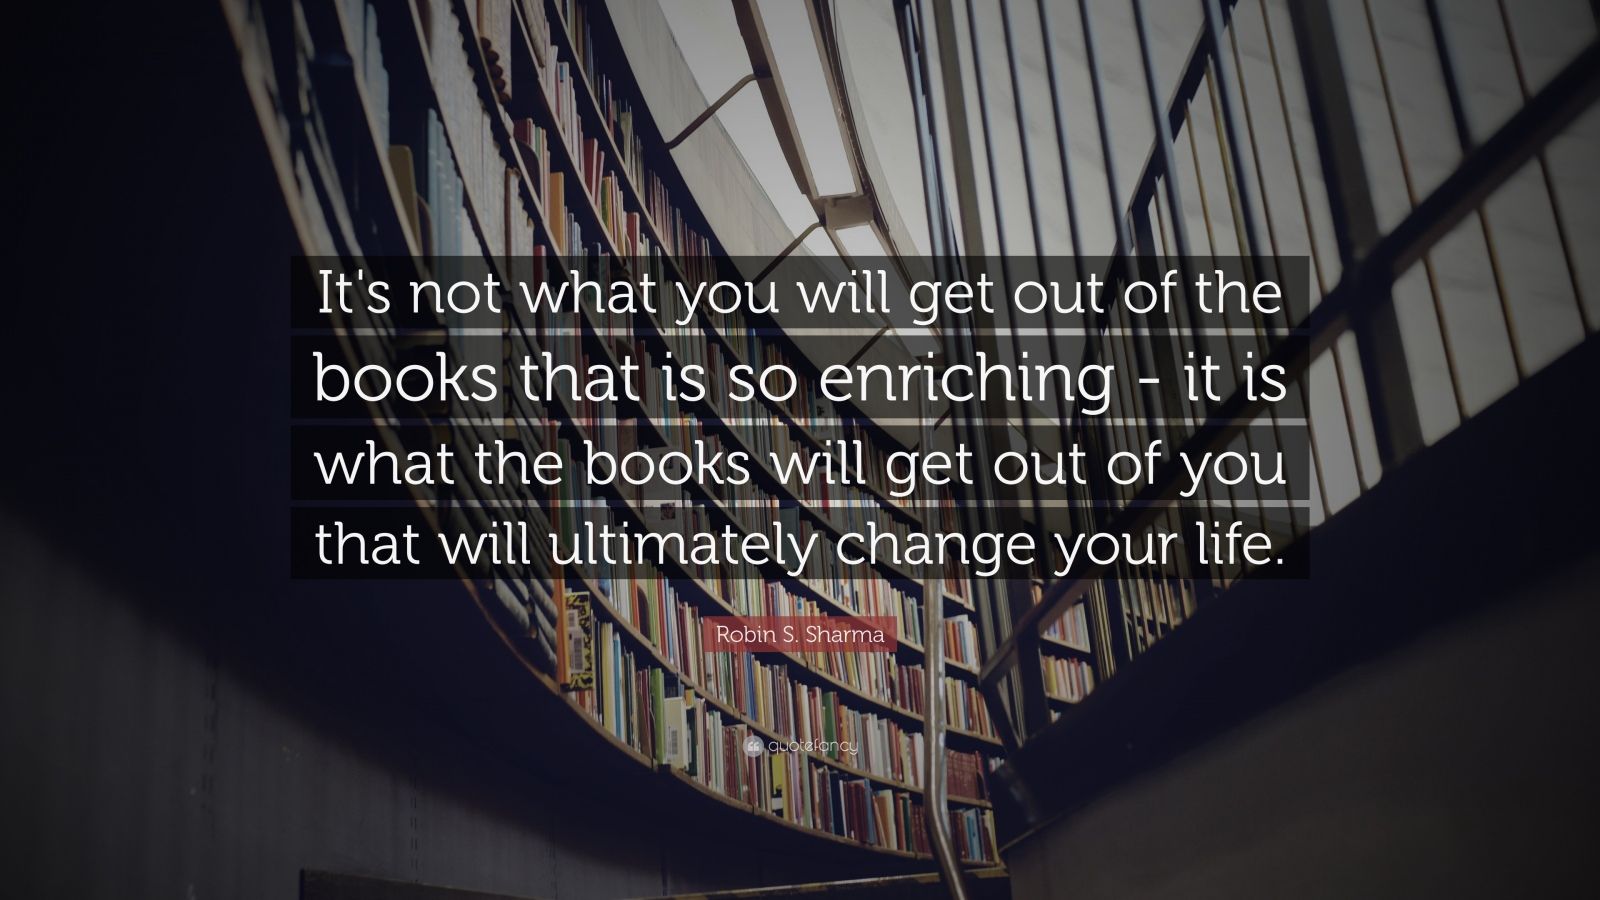 It's not what you will get out of the
books that is so enriching - it is
what the books will get out of you
that will ultimately change your life.
Robin S. Sharma
quotefancy